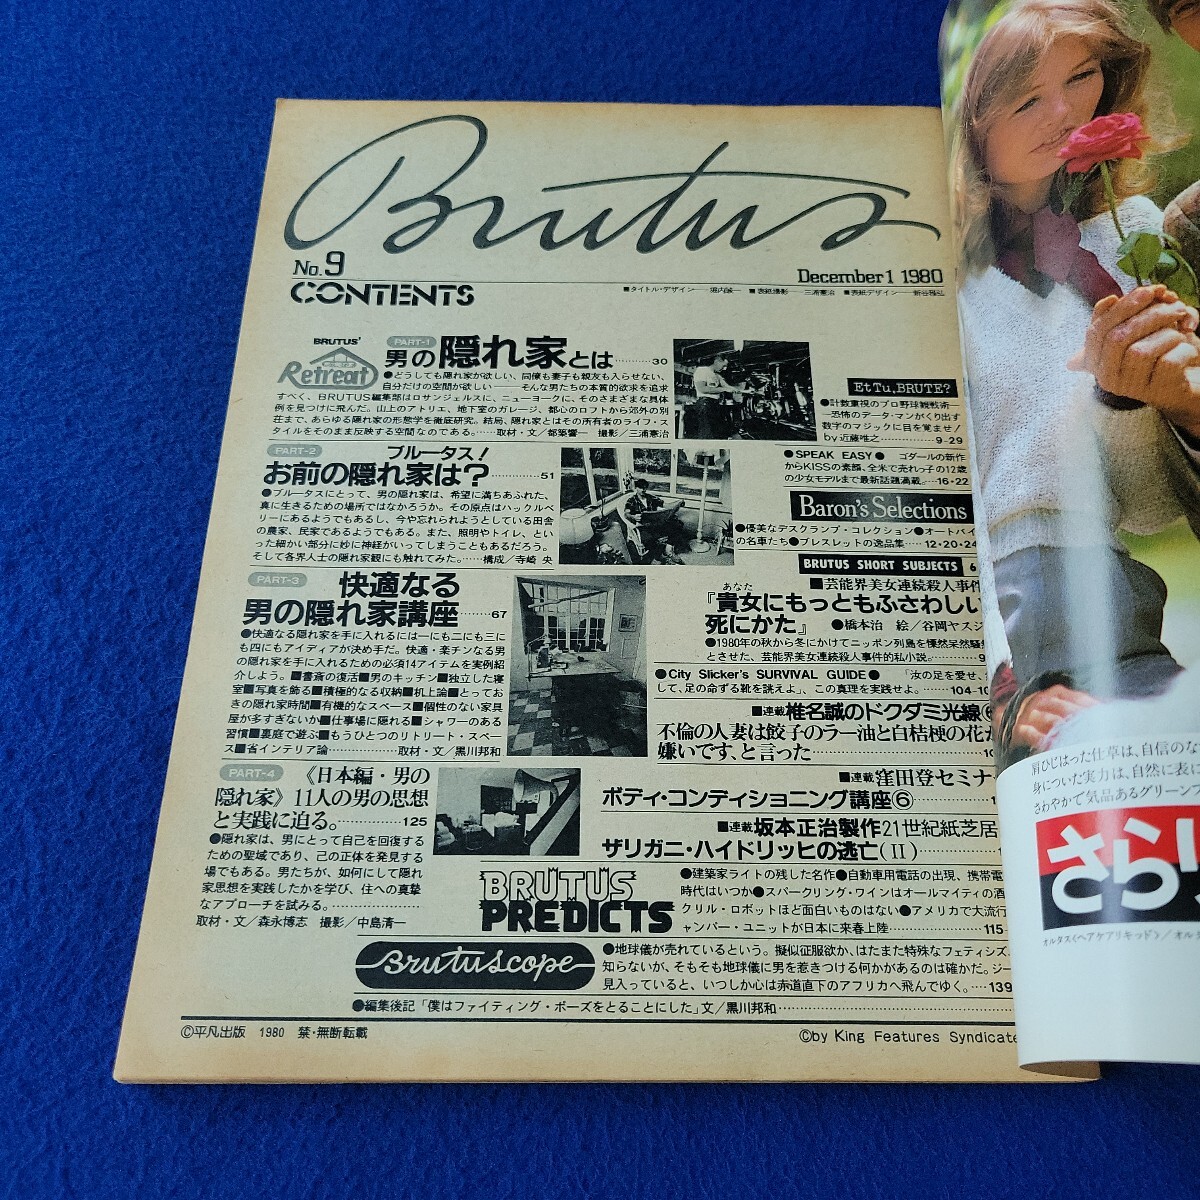 Brutus
No.9
December 1 1980
CONTENTS
■タイトル・デザイン──堀内誠一 ■表紙撮影──三浦憲治 ■表紙デザイン──新谷雅弘
BRUTUS'
Retreat
PART-1
男の隠れ家とは………30
●どうしても隠れ家が欲しい、同僚も妻子も親友も入らせない、
自分だけの空間が欲しい──そんな男たちの本質的欲求を追求
すべく、BRUTUS編集部はロサンジェルスに、ニューヨークに、そのさまざまな具体
例を見つけに飛んだ。山上のアトリエ、地下室のガレージ、都心のロフトから郊外の別
荘まで、あらゆる隠れ家の形態学を徹底研究。結局、隠れ家とはその所有者のライフ・ス
タイルをそのまま反映する空間なのである。……取材・文/都築響一 撮影/三浦憲治
PART-2
ブルータス!
お前の隠れ家は?………51
●ブルータスにとって、男の隠れ家は、希望に満ちあふれた、
真に生きるための場所ではなかろうか。その原点はハックルベ
リーにあるようでもあるし、今や忘れられようとしている田舎
の農家、民家であるようでもある。また、照明やトイレ、とい
った細かい部分に妙に神経がいってしまうこともあるだろう。
そして各界人士の隠れ家観にも触れてみた。……構成/寺崎 央
PART-3
快適なる
男の隠れ家講座………67
●快適なる隠れ家を手に入れるには一にも二にも三に
も四にもアイディアが決め手だ。快適・楽チンなる男
の隠れ家を手に入れるための必須14アイテムを実例紹
介しよう。■書斎の復活■男のキッチン■独立した寝
室■写真を飾る■積極的なる収納■机上論■とってお
きの隠れ家時間■有機的なスペース■個性のない家具
屋が多すぎないか■仕事場に隠れる■シャワーのある
習慣■裏庭で遊ぶ■もうひとつのリトリート・スペー
ス■省インテリア論………………取材・文/黒川邦和
PART-4
《日本編・男の
隠れ家》11人の男の思想
と実践に迫る。…………125
●隠れ家は、男にとって自己を回復する
ための聖域であり、己の正体を発見する
場でもある。男たちが、如何にして隠れ
家思想を実践したかを学び、住への真摯
なアプローチを試みる。………………
取材・文/森永博志 撮影/中島清一
Et Tu, BRUTE?
●計数重視のプロ野球観戦術─
─恐怖のデータ・マンがくり出す
数字のマジックに目を覚ませ!
by近藤唯之………………9-29
●SPEAK EASY● ゴダールの新作
からKISSの素顔、全米で売れっ子の12歳
の少女モデルまで最新話題満載。…16・22
Baron's Selections
●優美なデスクランプ・コレクション●オートバイ
の名車たち●ブレスレットの逸品集……12・20・24
BRUTUS SHORT SUBJECTS 6
■芸能界美女連続殺人事件
『貴女にもっともふさわしい
あなた
死にかた』●橋本治 絵/谷岡ヤスジ
●1980年の秋から冬にかけてニッポン列島を慄然呆然騒然
とさせた、芸能界美女連続殺人事件的私小説。………9
●City Slicker's SURVIVAL GUIDE● 「汝の足を愛せ、
して、足の命ずる靴を誂えよ」、この真理を実践せよ。……104-10
■連載 椎名誠のドクダミ光線⑥
不倫の人妻は餃子のラー油と白桔梗の花が
嫌いです、と言った………………10
■連載 窪田登セミナー
ボディ・コンディショニング講座⑥…………1
■連載 坂本正治製作21世紀紙芝居
ザリガニ・ハイドリッヒの逃亡(II)…………1
BRUTUS
PREDICTS
●建築家ライトの残した名作●自動車用電話の出現、携帯電
時代はいつか●スパークリング・ワインはオールマイティの酒
クリル・ロボットほど面白いものはない●アメリカで大流行
ャンパー・ユニットが日本に来春上陸………………115-
Brutuscope
●地球儀が売れているという。擬似征服欲か、はたまた特殊なフェティシズ
知らないが、そもそも地球儀に男を惹きつける何かがあるのは確かだ。ジー
見入っていると、いつしか心は赤道直下のアフリカへ飛んでゆく。…139
●編集後記「僕はファイティング・ポーズをとることにした」文/黒川邦和………
©平凡出版 1980 禁・無断転載
©by King Features Syndicate
肩ひじはった仕草は、自信のな
身についた実力は、自然に表に
さわやかで気品あるグリーンフ
さらり
オルタス〈ヘアケアリキッド〉/オルタ